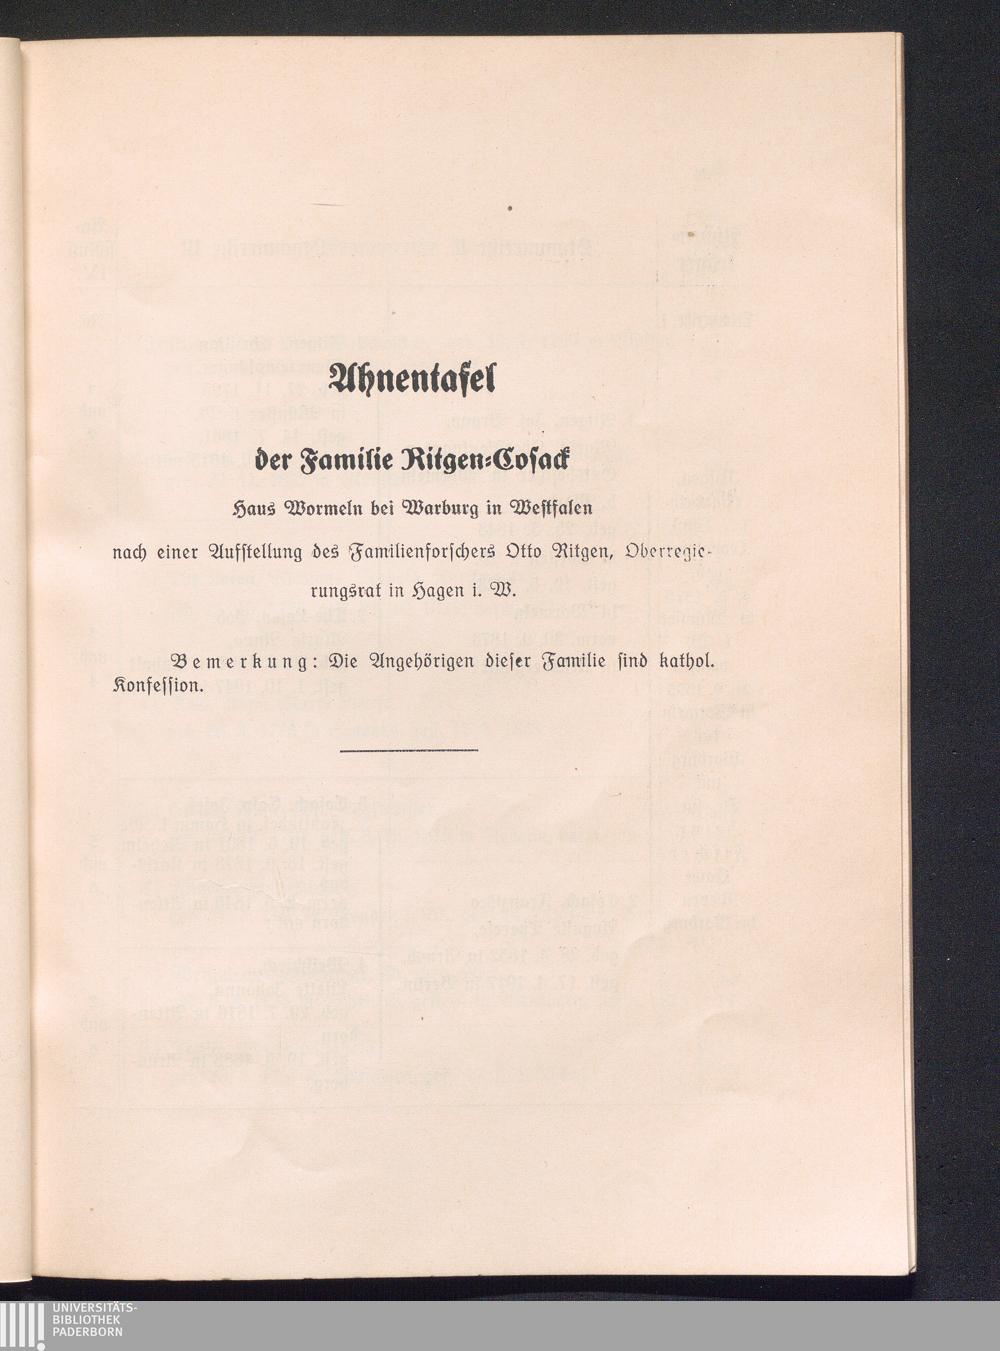 Ahnentafel
der Familie Ritgen-Cosack
Haus Wormeln bei Warburg in Westfalen
nach einer Aufstellung des Familienforschers Otto Ritgen, Oberregie-
rungsrat in Hagen i. W.
Bemerkung: Die Angehörigen dieser Familie sind kathol.
Konfession.
UNIVERSITÄTS-
BIBLIOTHEK
PADERBORN